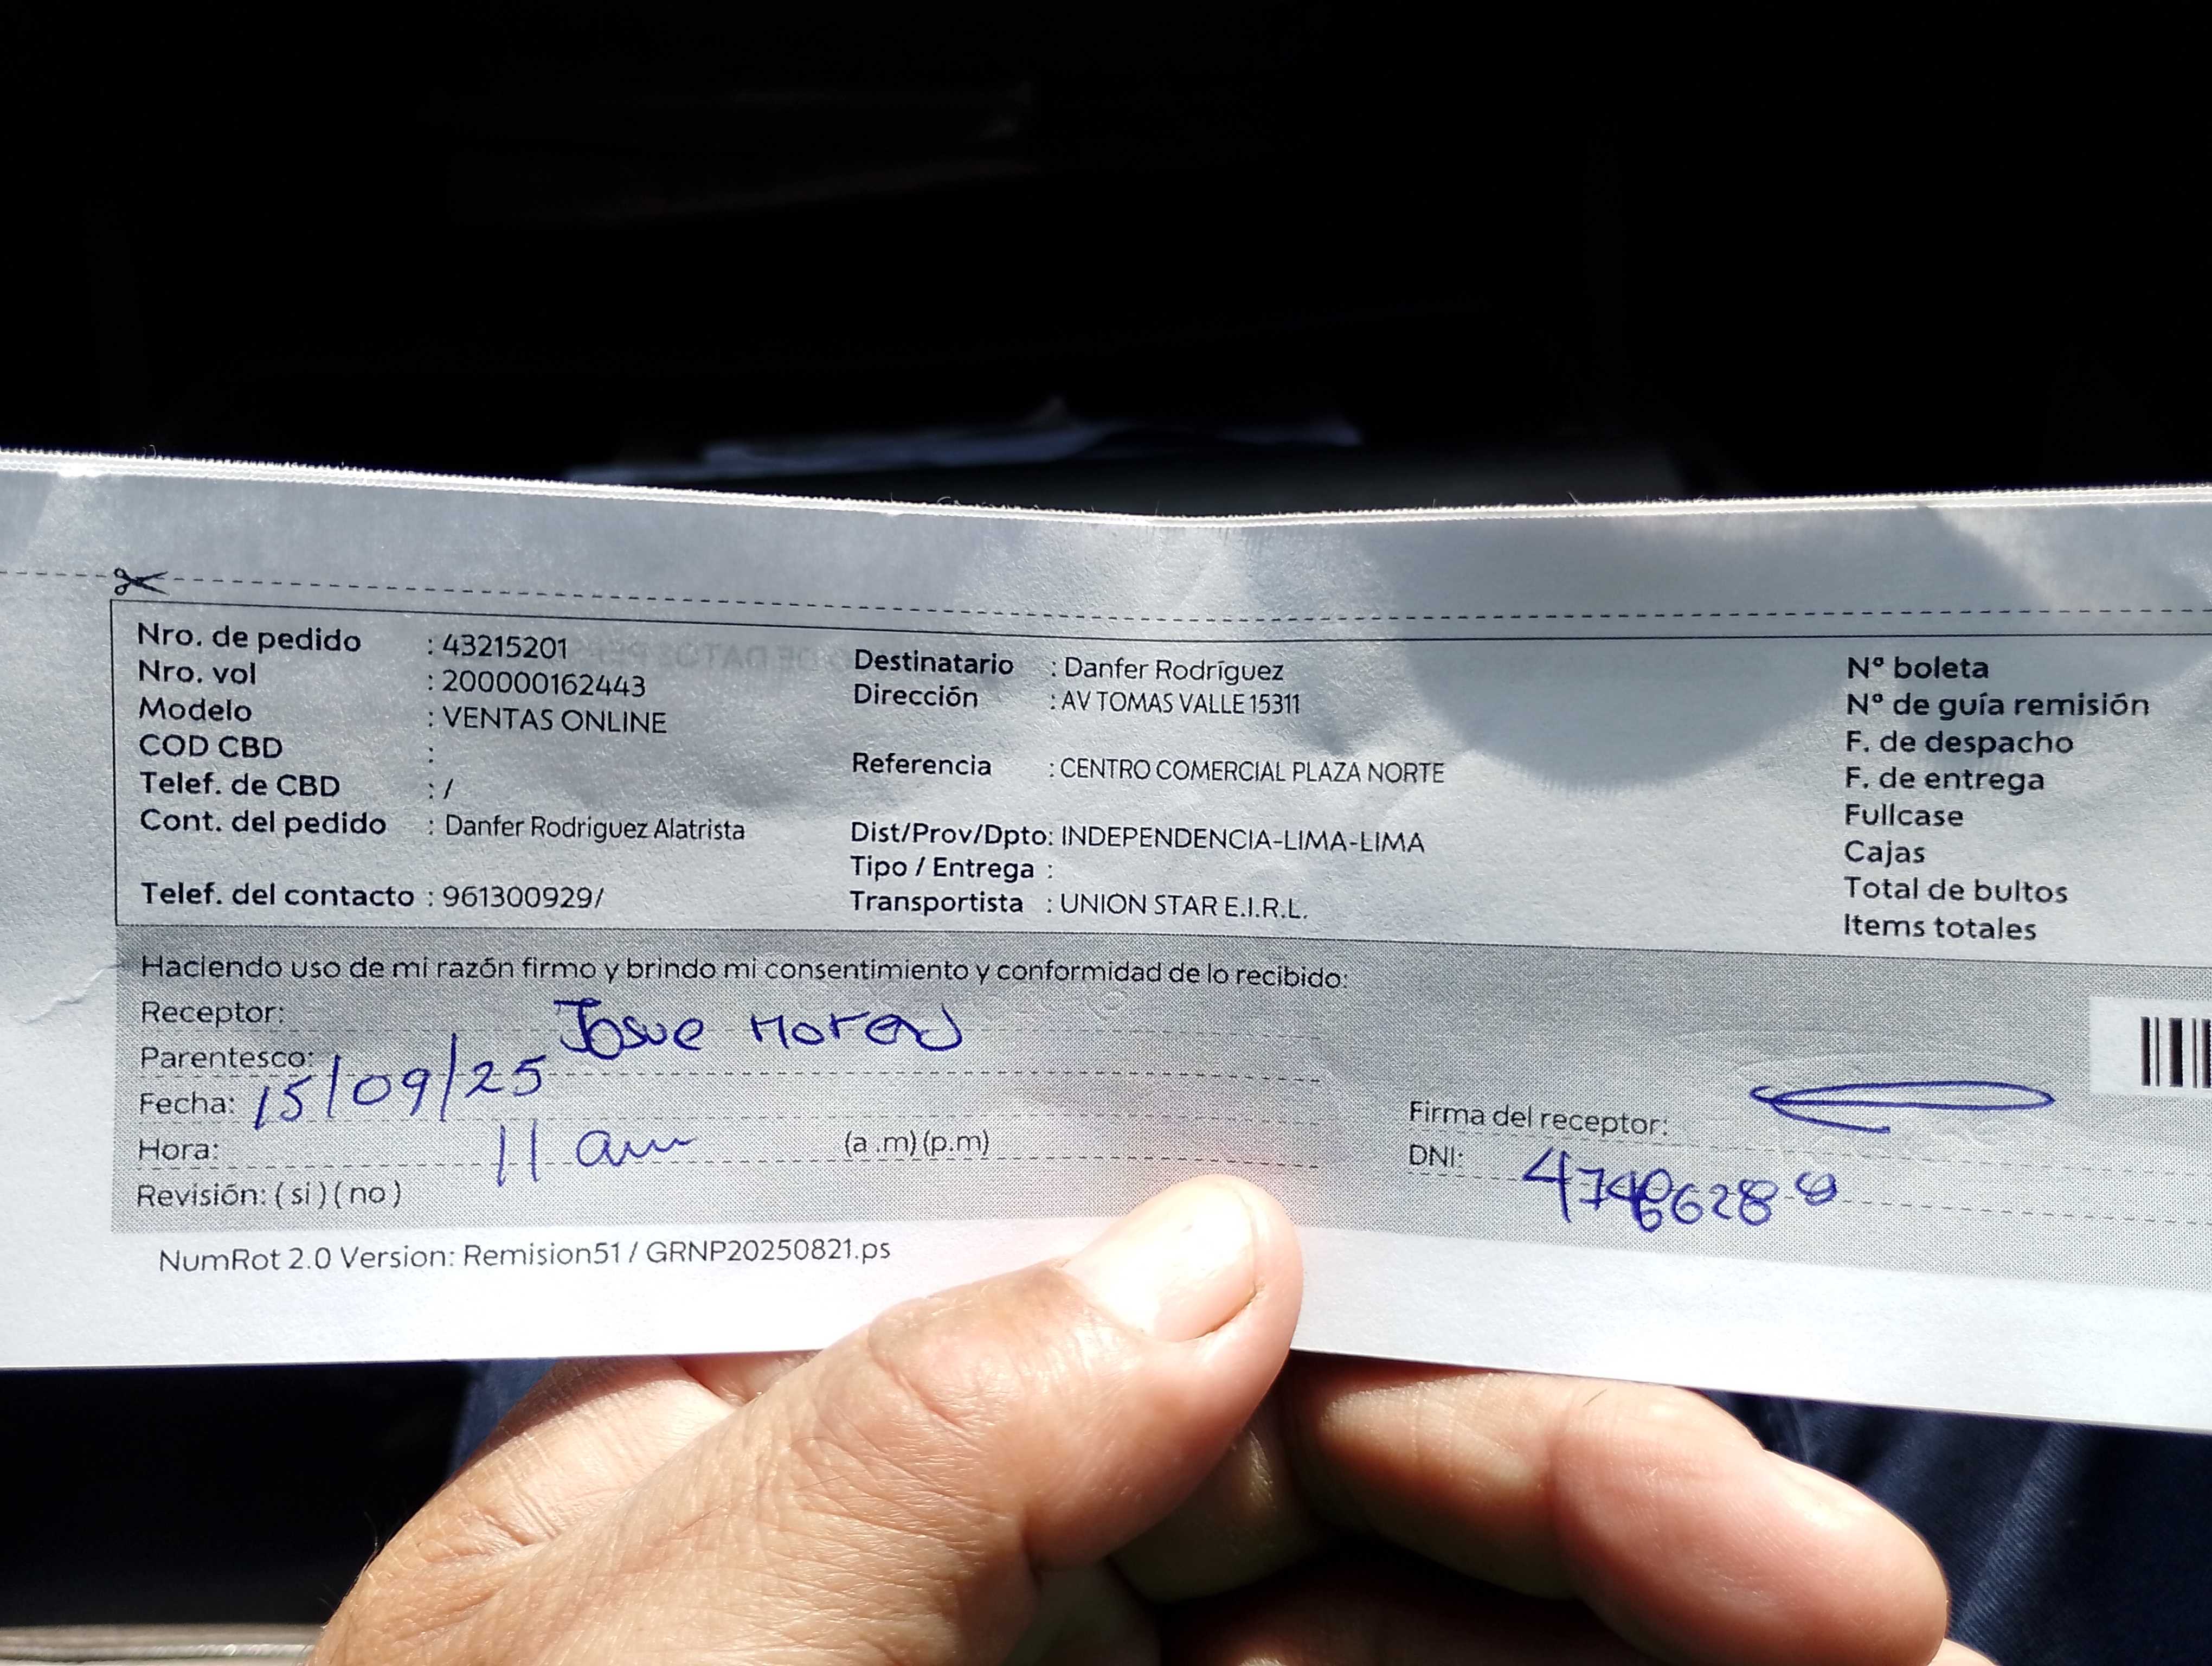 Nro. de pedido : 43215201
Nro. vol : 200000162443
Modelo : VENTAS ONLINE
COD CBD :
Telef. de CBD : /
Cont. del pedido : Danfer Rodriguez Alatrista
Telef. del contacto : 961300929/
Destinatario : Danfer Rodríguez
Dirección : AV TOMAS VALLE 15311
Referencia : CENTRO COMERCIAL PLAZA NORTE
Dist/Prov/Dpto: INDEPENDENCIA-LIMA-LIMA
Tipo / Entrega :
Transportista : UNION STAR E.I.R.L.
Nº boleta
Nº de guía remisión
F. de despacho
F. de entrega
Fullcase
Cajas
Total de bultos
Items totales
Haciendo uso de mi razón firmo y brindo mi consentimiento y conformidad de lo recibido:
Receptor: Josue
Parentesco:
Fecha: 15/09/25
Hora: 11 am (a .m) (p.m)
Revisión: ( si ) ( no )
Firma del receptor:
DNI:
NumRot 2.0 Version: Remision51 / GRNP20250821.ps